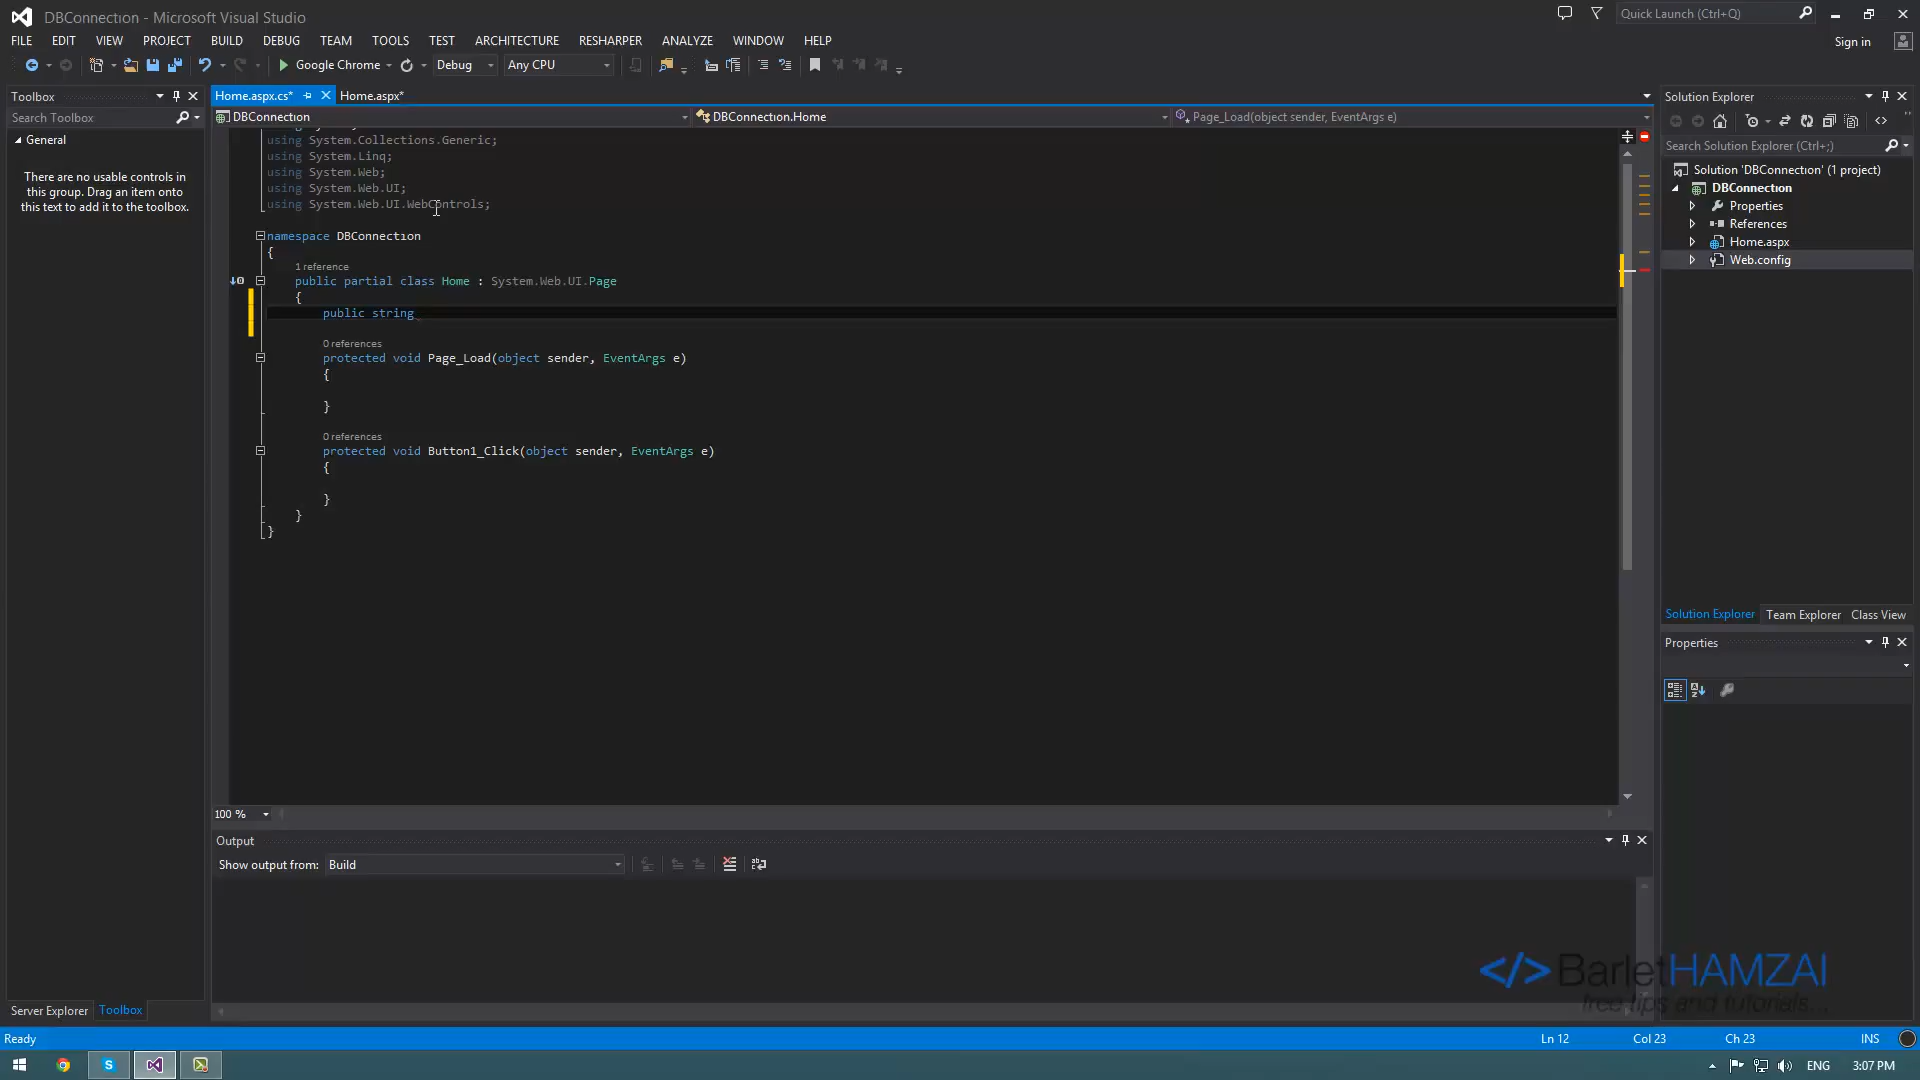 DBConnection - Microsoft Visual Studio
Quick Launch (Ctrl+Q)
FILE EDIT VIEW PROJECT BUILD DEBUG TEAM TOOLS TEST ARCHITECTURE RESHARPER ANALYZE WINDOW HELP
Sign in
Google Chrome Debug Any CPU
Toolbox
Search Toolbox
General
There are no usable controls in
this group. Drag an item onto
this text to add it to the toolbox.
Server Explorer Toolbox
Home.aspx.cs* Home.aspx*
DBConnection DBConnection.Home Page_Load(object sender, EventArgs e)
using System.Collections.Generic;
using System.Linq;
using System.Web;
using System.Web.UI;
using System.Web.UI.WebControls;
namespace DBConnection
{
1 reference
public partial class Home : System.Web.UI.Page
{
public string
0 references
protected void Page_Load(object sender, EventArgs e)
{
}
0 references
protected void Button1_Click(object sender, EventArgs e)
{
}
}
}
100 %
Output
Show output from: Build
Solution Explorer
Search Solution Explorer (Ctrl+;)
Solution 'DBConnection' (1 project)
DBConnection
Properties
References
Home.aspx
Web.config
Solution Explorer Team Explorer Class View
Properties
</> BarletHAMZAI
free tips and tutorials...
Ready Ln 12 Col 23 Ch 23 INS
ENG 3:07 PM